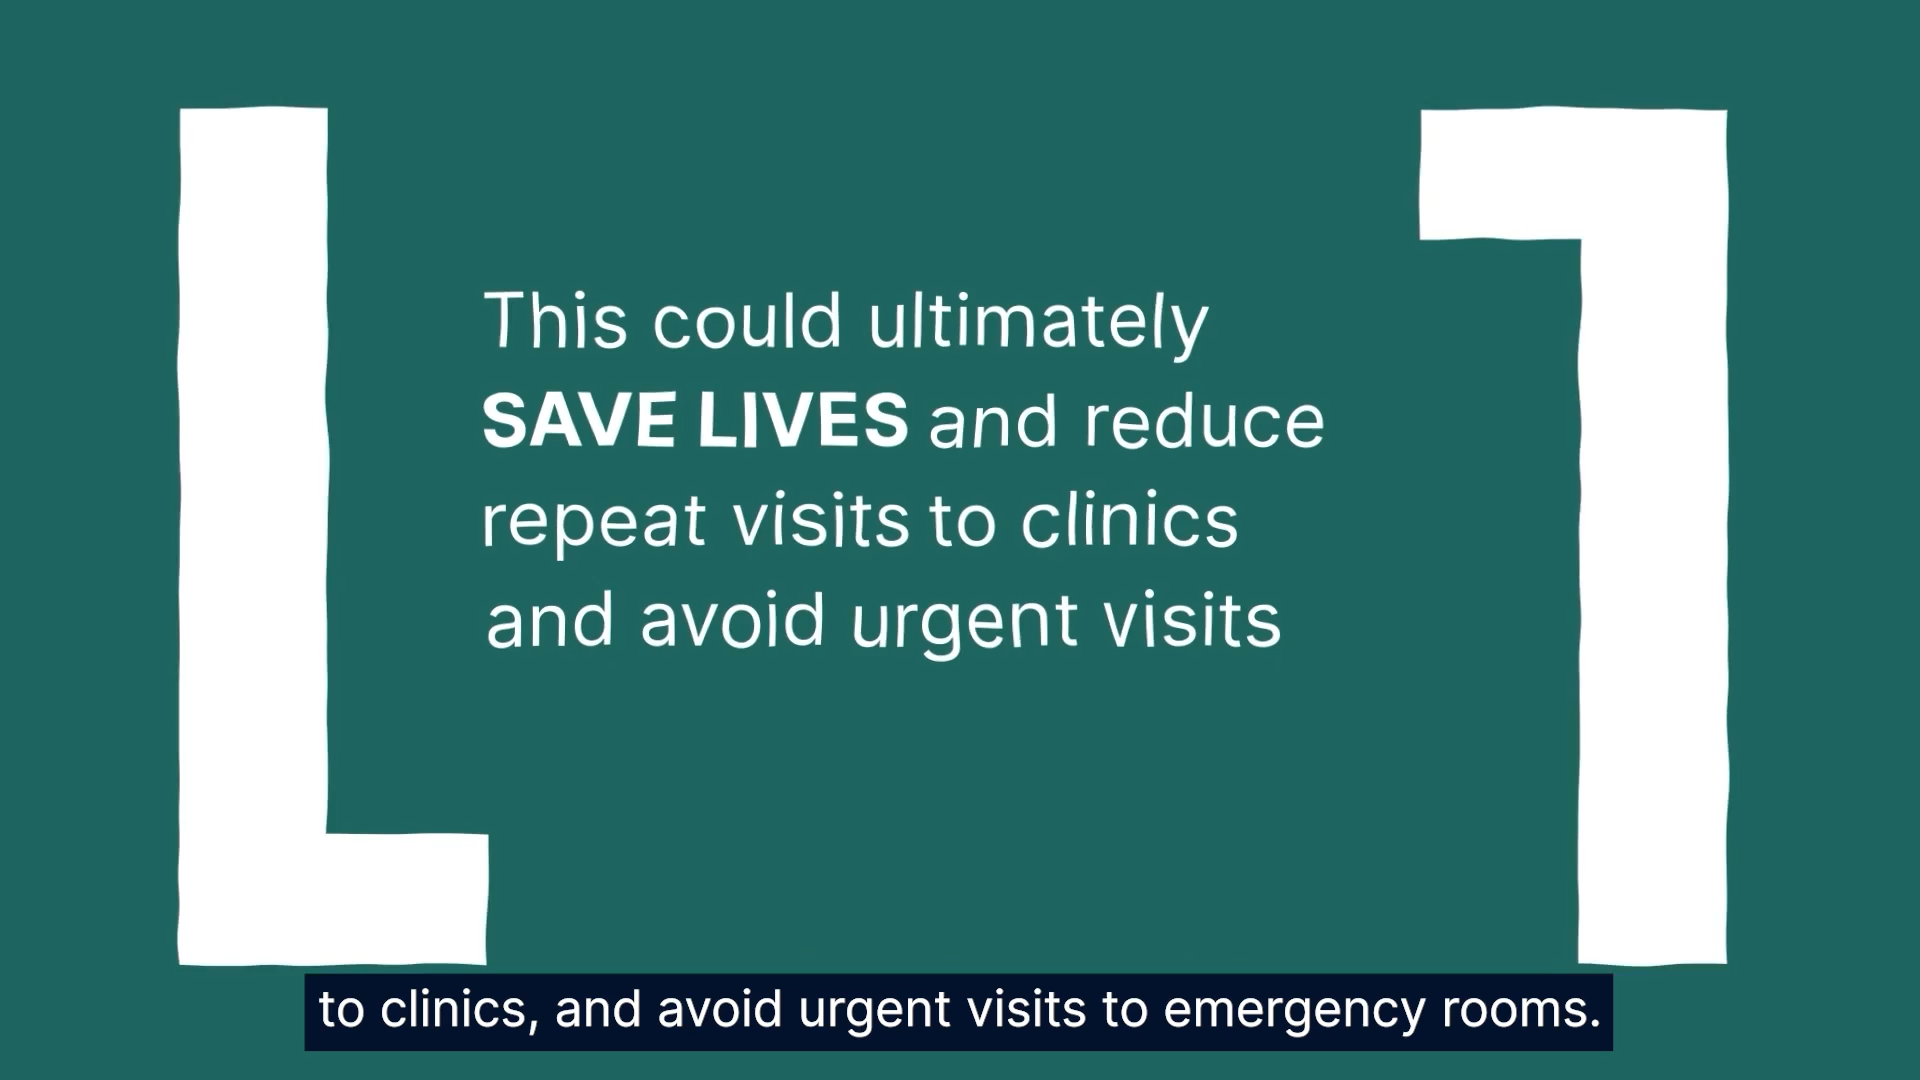 This could ultimately
SAVE LIVES and reduce
repeat visits to clinics
and avoid urgent visits
to clinics, and avoid urgent visits to emergency rooms.